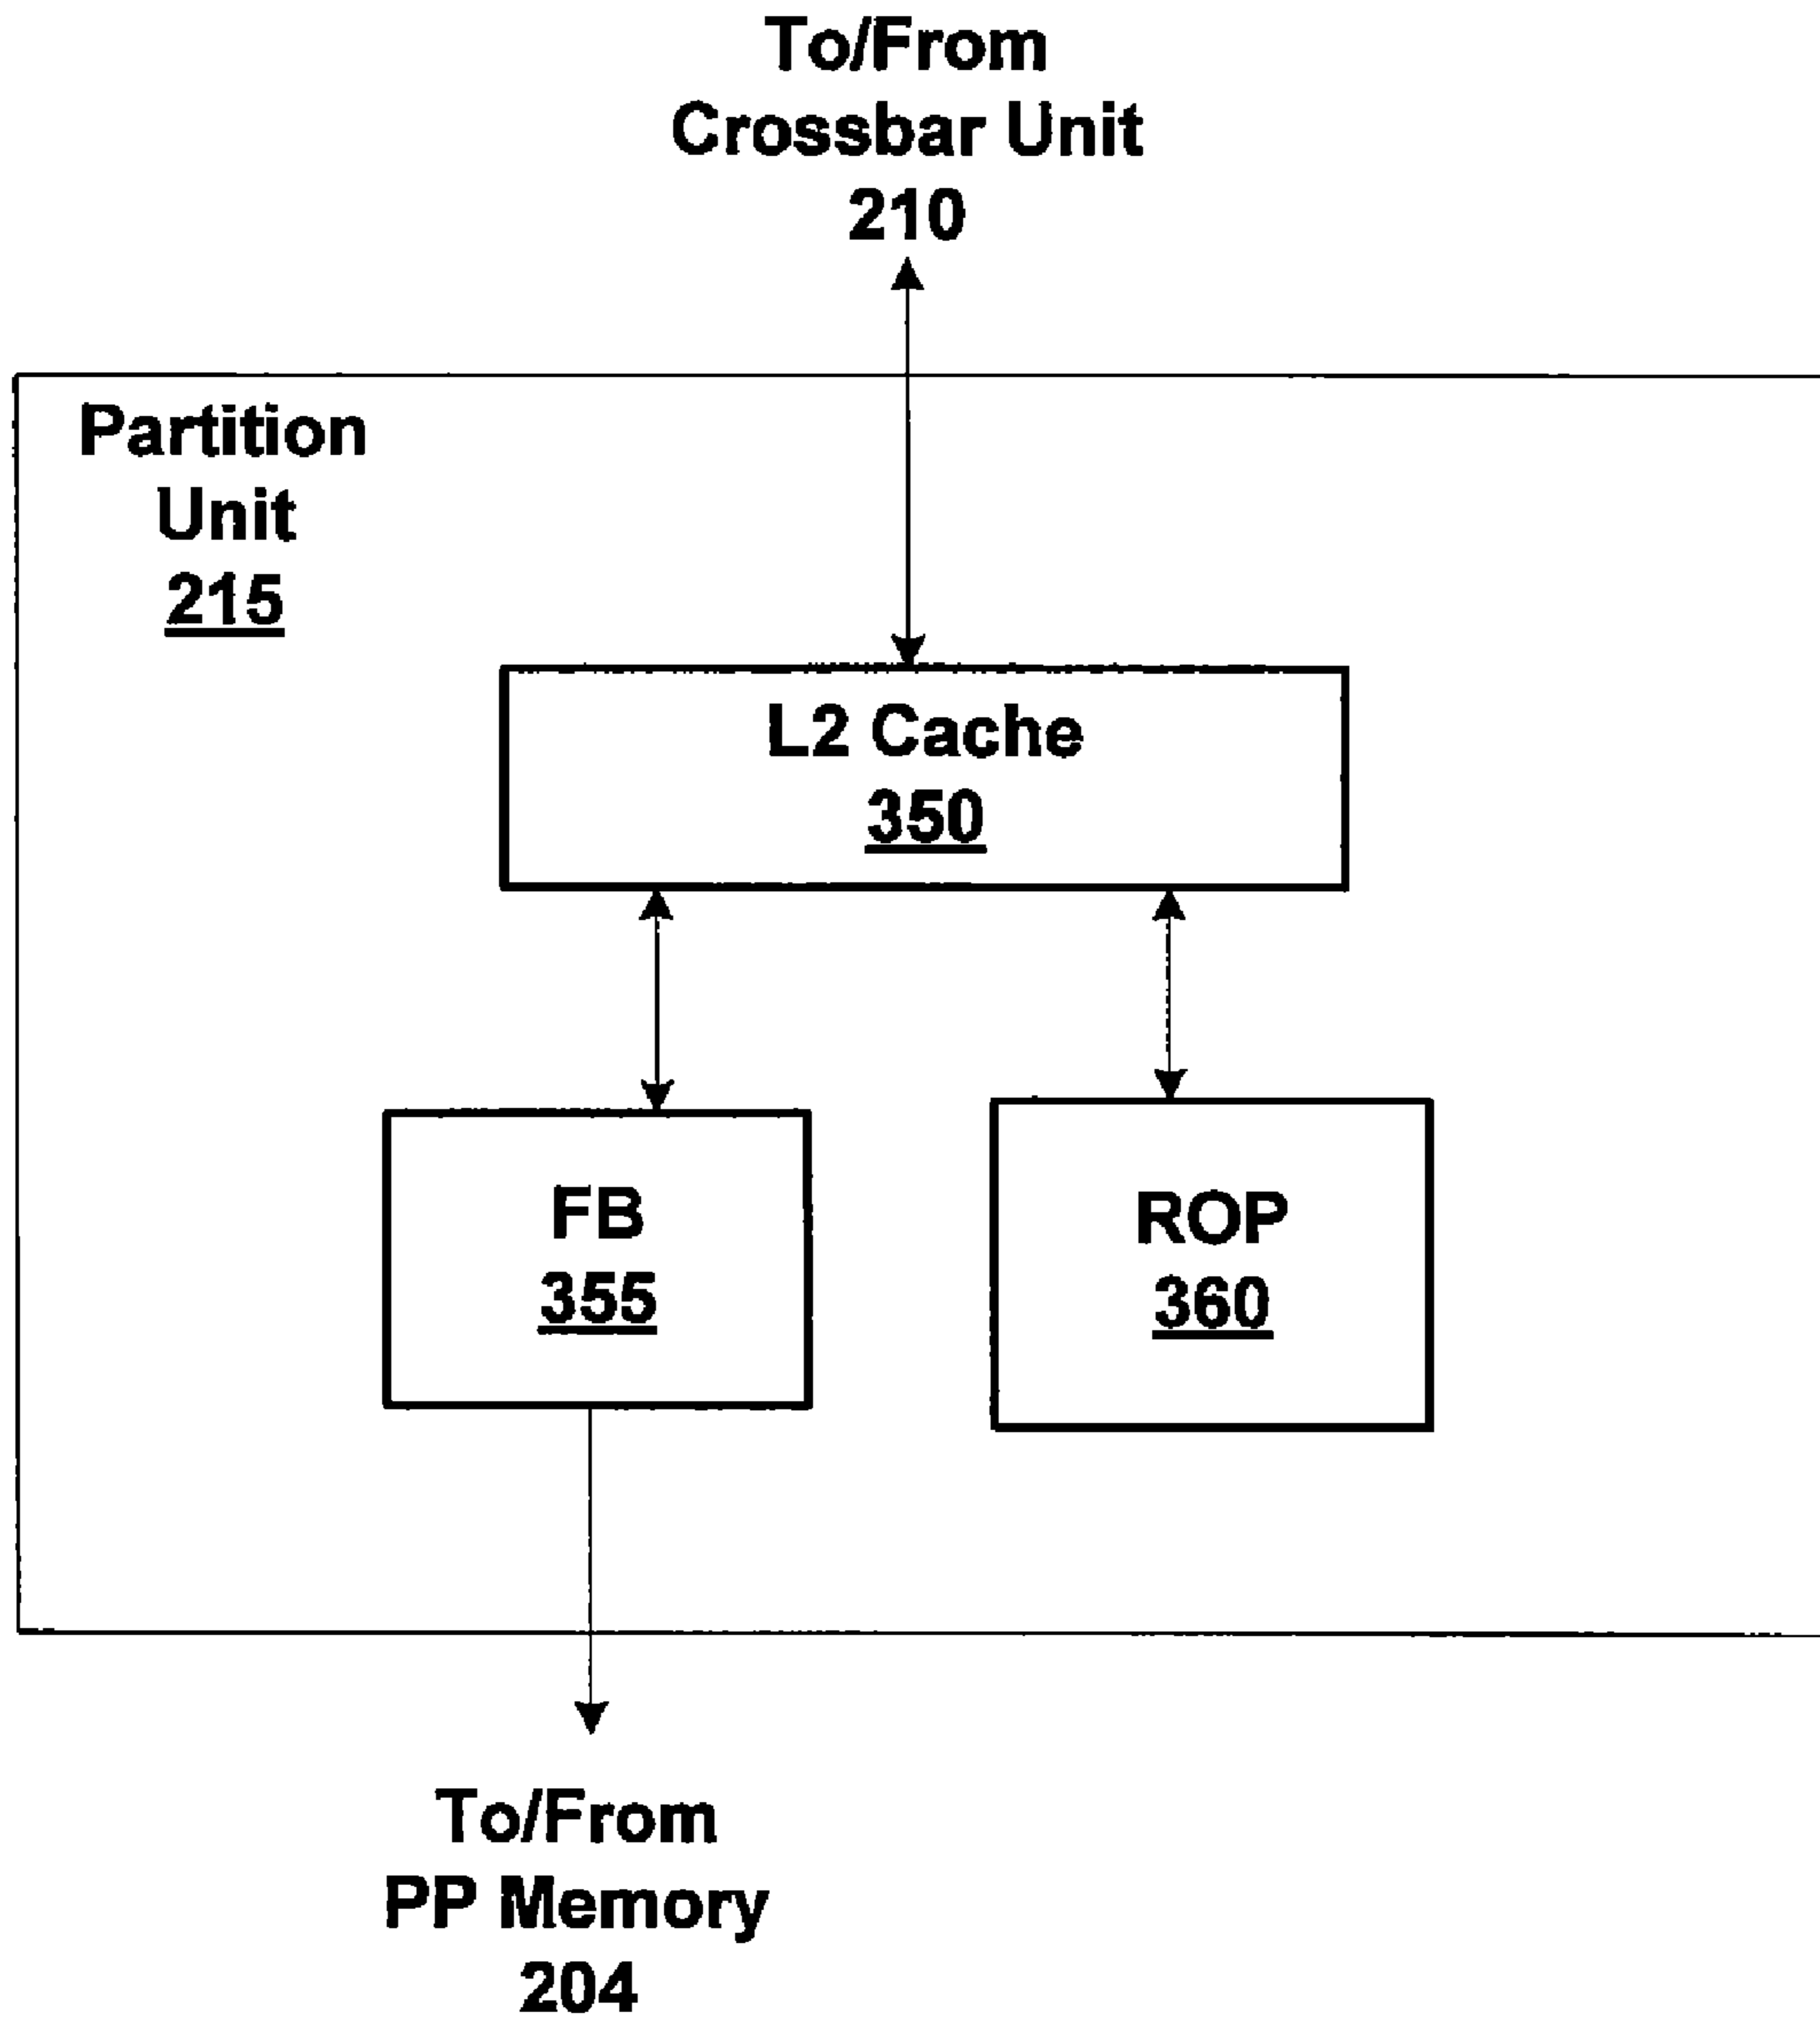 To/From
Crossbar Unit
210
Partition
Unit
215
L2 Cache
350
FB
355
ROP
360
To/From
PP Memory
204